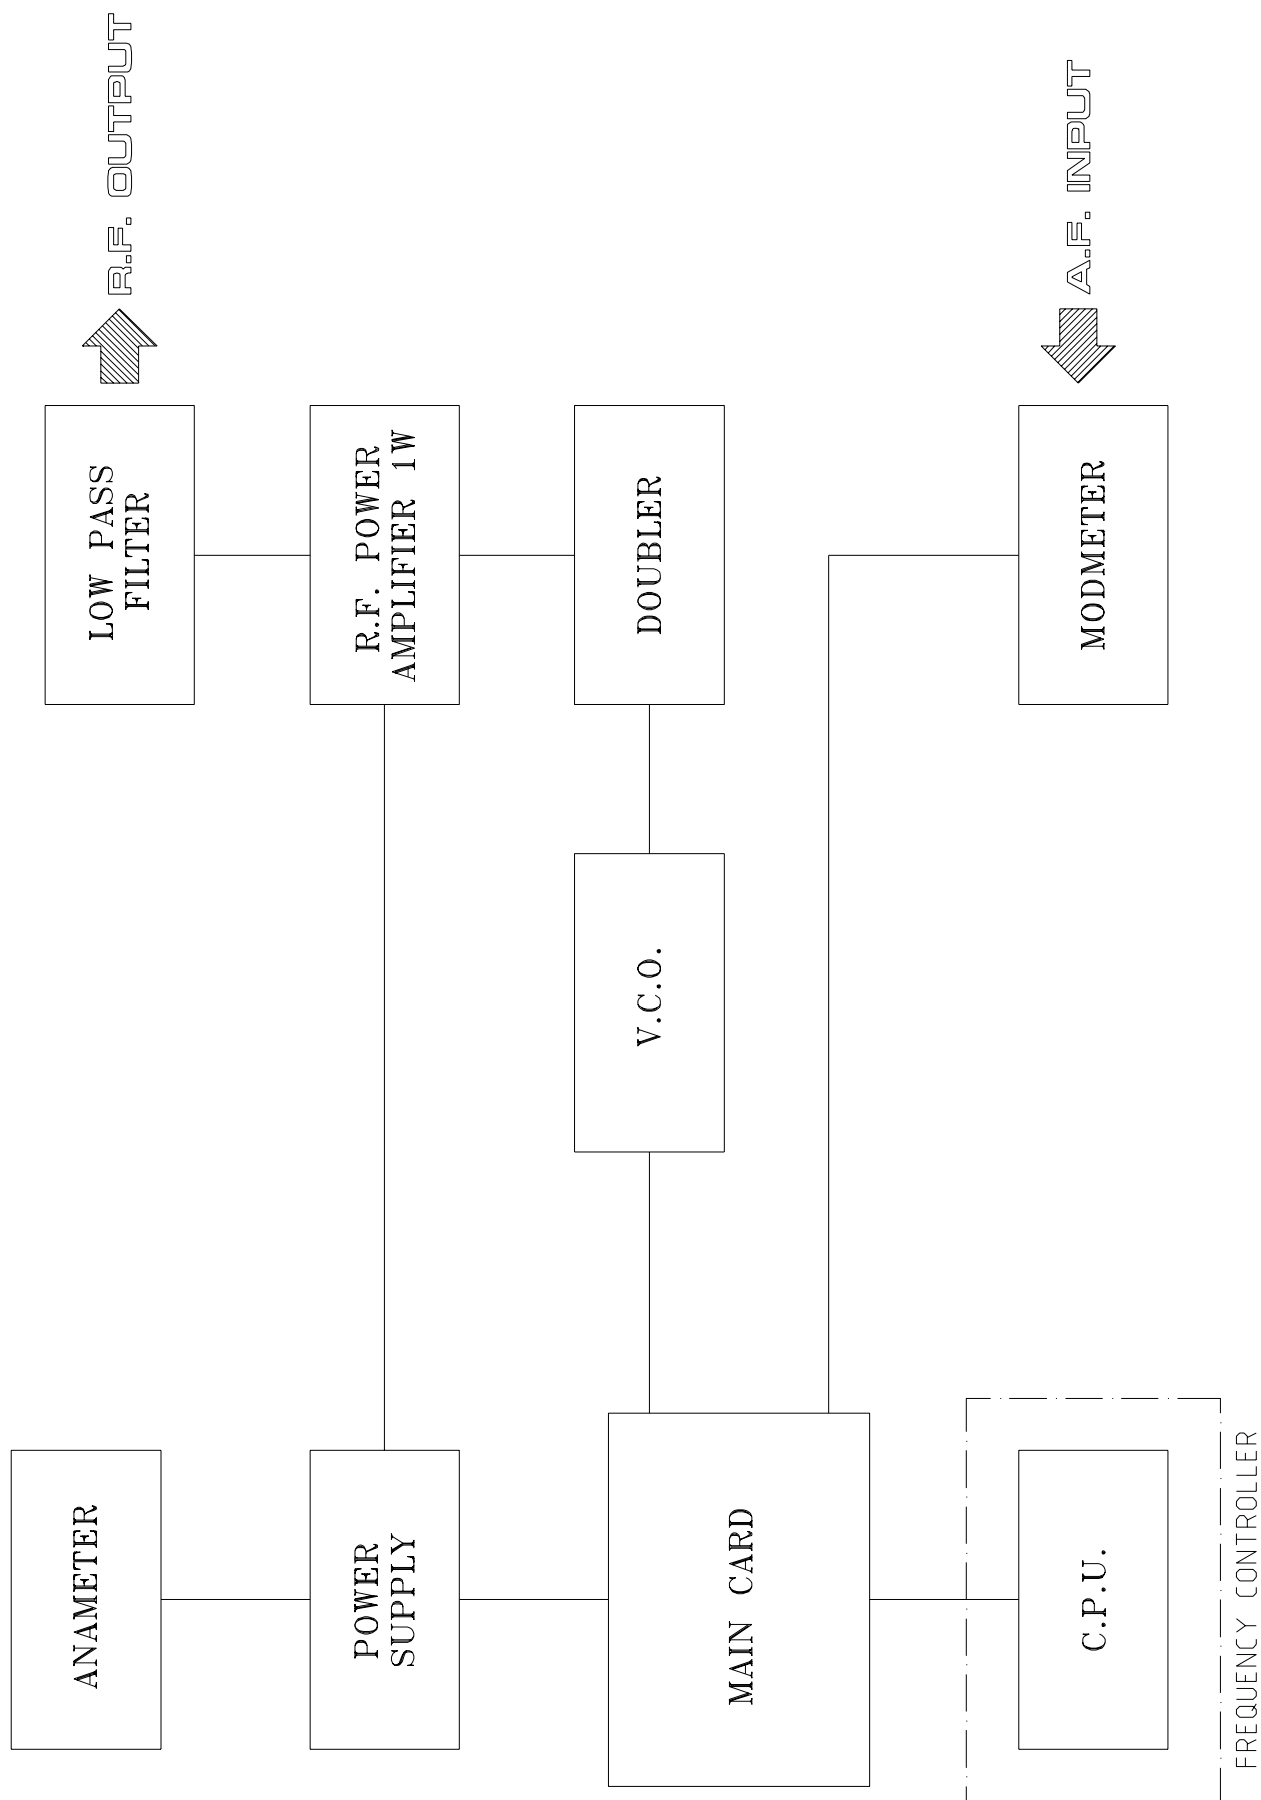 R.F. OUTPUT
A.F. INPUT
LOW PASS
FILTER
R.F. POWER
AMPLIFIER 1W
DOUBLER
MODMETER
V.C.O.
ANAMETER
POWER
SUPPLY
MAIN CARD
C.P.U.
FREQUENCY CONTROLLER